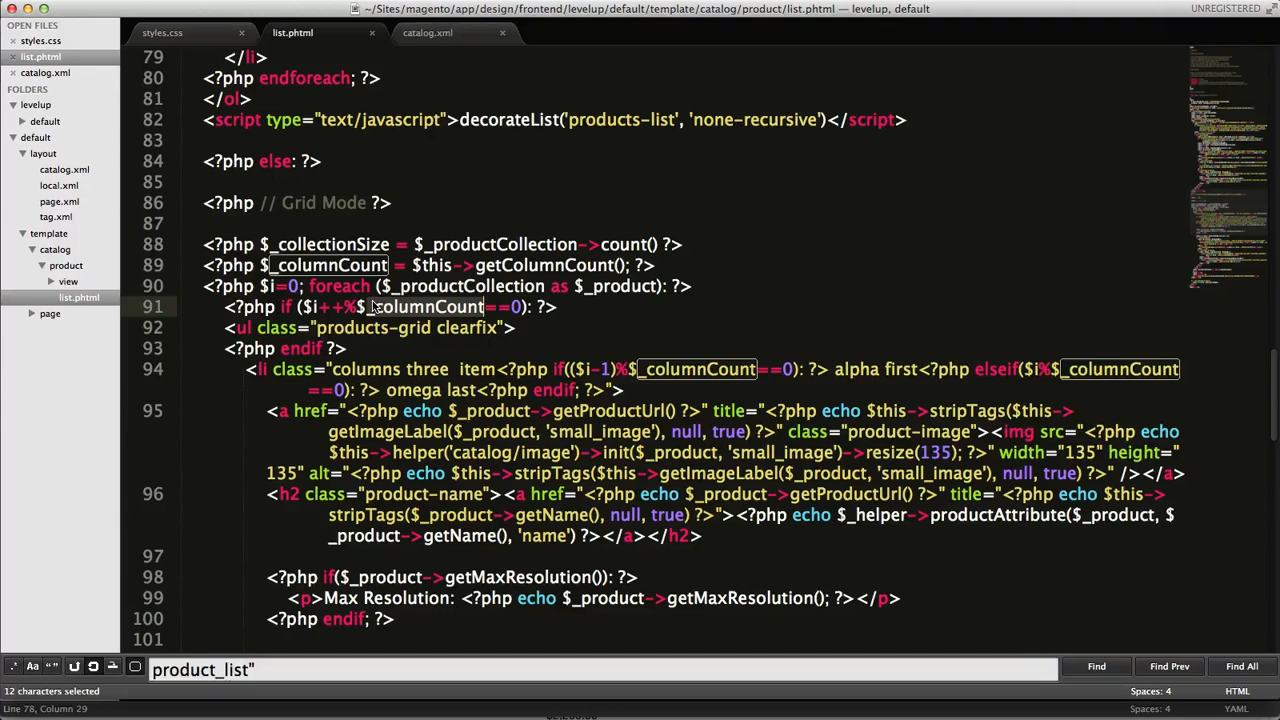 ~/Sites/magento/app/design/frontend/levelup/default/template/catalog/product/list.phtml — levelup, default
UNREGISTERED
OPEN FILES
styles.css
list.phtml
catalog.xml
FOLDERS
levelup
default
default
layout
catalog.xml
local.xml
page.xml
tag.xml
template
catalog
product
view
list.phtml
page
styles.css
list.phtml
catalog.xml
79 </li>
80 <?php endforeach; ?>
81 </ol>
82 <script type="text/javascript">decorateList('products-list', 'none-recursive')</script>
83
84 <?php else: ?>
85
86 <?php // Grid Mode ?>
87
88 <?php $_collectionSize = $_productCollection->count() ?>
89 <?php $_columnCount = $this->getColumnCount(); ?>
90 <?php $i=0; foreach ($_productCollection as $_product): ?>
91 <?php if ($i++%$_columnCount==0): ?>
92 <ul class="products-grid clearfix">
93 <?php endif ?>
94 <li class="columns three  item<?php if(($i-1)%$_columnCount==0): ?> alpha first<?php elseif($i%$_columnCount
==0): ?> omega last<?php endif; ?>">
95 <a href="<?php echo $_product->getProductUrl() ?>" title="<?php echo $this->stripTags($this->
getImageLabel($_product, 'small_image'), null, true) ?>" class="product-image"><img src="<?php echo
$this->helper('catalog/image')->init($_product, 'small_image')->resize(135); ?>" width="135" height="
135" alt="<?php echo $this->stripTags($this->getImageLabel($_product, 'small_image'), null, true) ?>" /></a>
96 <h2 class="product-name"><a href="<?php echo $_product->getProductUrl() ?>" title="<?php echo $this->
stripTags($_product->getName(), null, true) ?>"><?php echo $_helper->productAttribute($_product, $
_product->getName(), 'name') ?></a></h2>
97
98 <?php if($_product->getMaxResolution()): ?>
99 <p>Max Resolution: <?php echo $_product->getMaxResolution(); ?></p>
100 <?php endif; ?>
101
.* Aa “”
product_list"
Find
Find Prev
Find All
12 characters selected
Spaces: 4
HTML
Line 78, Column 29
Spaces: 4
YAML